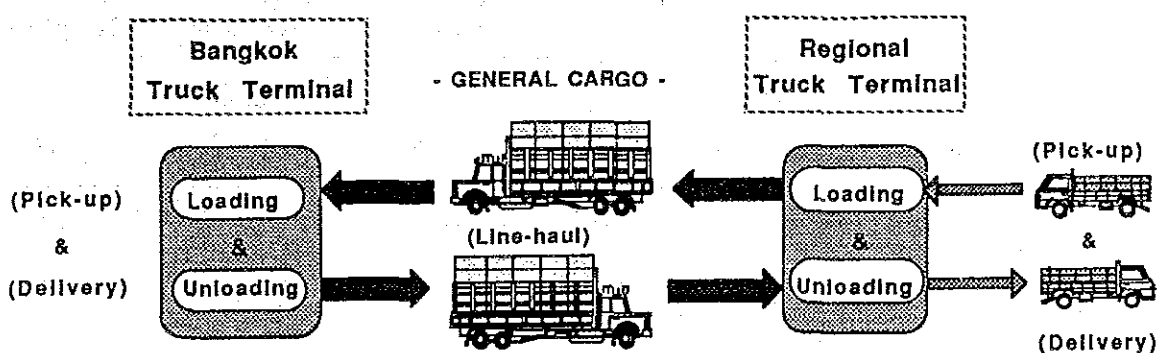 Bangkok
Truck Terminal
- GENERAL CARGO -
Regional
Truck Terminal
(Pick-up)
&
(Delivery)
Loading
&
Unloading
(Line-haul)
Loading
&
Unloading
(Pick-up)
&
(Delivery)